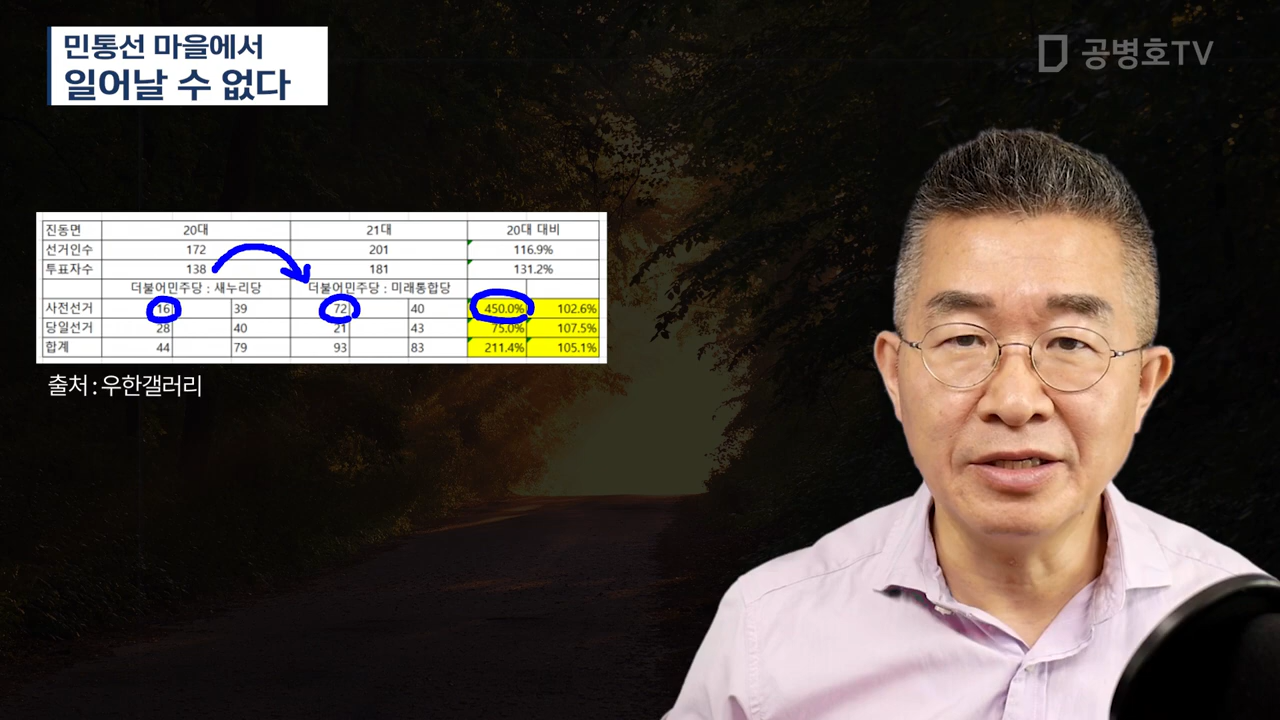 민통선 마을에서
일어날 수 없다
공병호TV
진동면 20대 21대 20대 대비
선거인수 172 201 116.9%
투표자수 138 181 131.2%
더불어민주당 : 새누리당 더불어민주당 : 미래통합당
사전선거 16 39 72 40 450.0% 102.6%
당일선거 28 40 21 43 75.0% 107.5%
합계 44 79 93 83 211.4% 105.1%
출처 : 우한갤러리